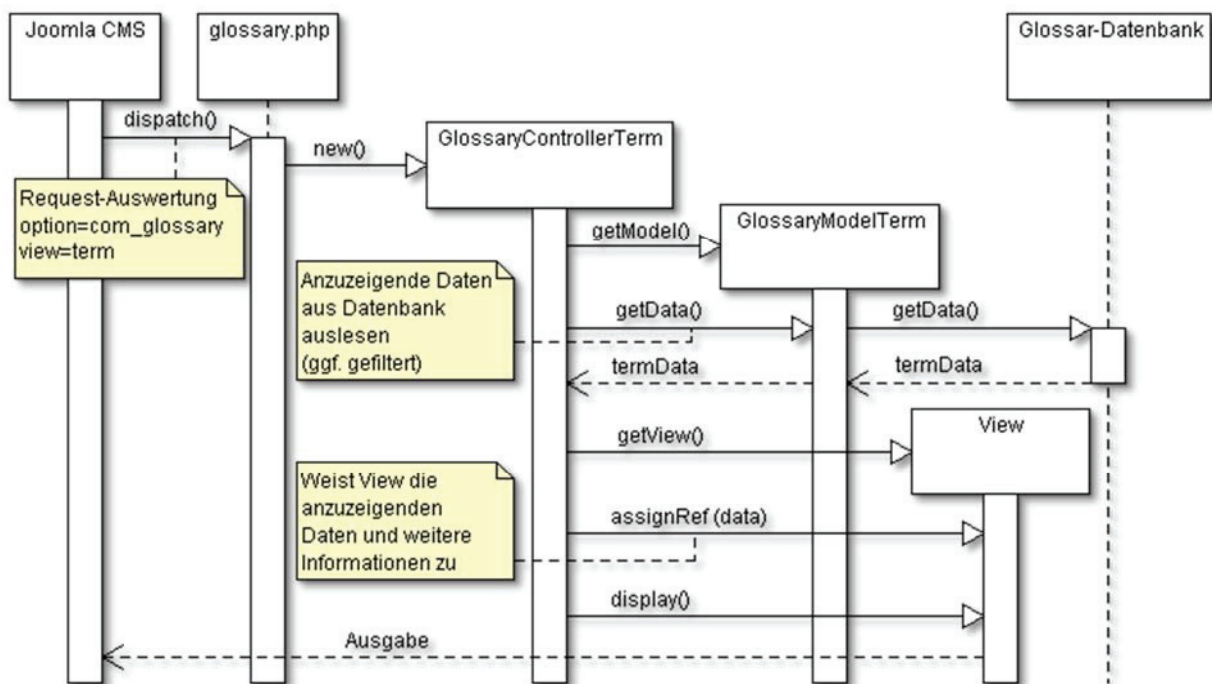 Joomla CMS
glossary.php
Glossar-Datenbank
dispatch()
GlossaryControllerTerm
new()
Request-Auswertung
option=com_glossary
view=term
GlossaryModelTerm
getModel()
Anzuzeigende Daten
aus Datenbank
auslesen
(ggf. gefiltert)
getData()
getData()
termData
termData
View
getView()
Weist View die
anzuzeigenden
Daten und weitere
Informationen zu
assignRef (data)
display()
Ausgabe